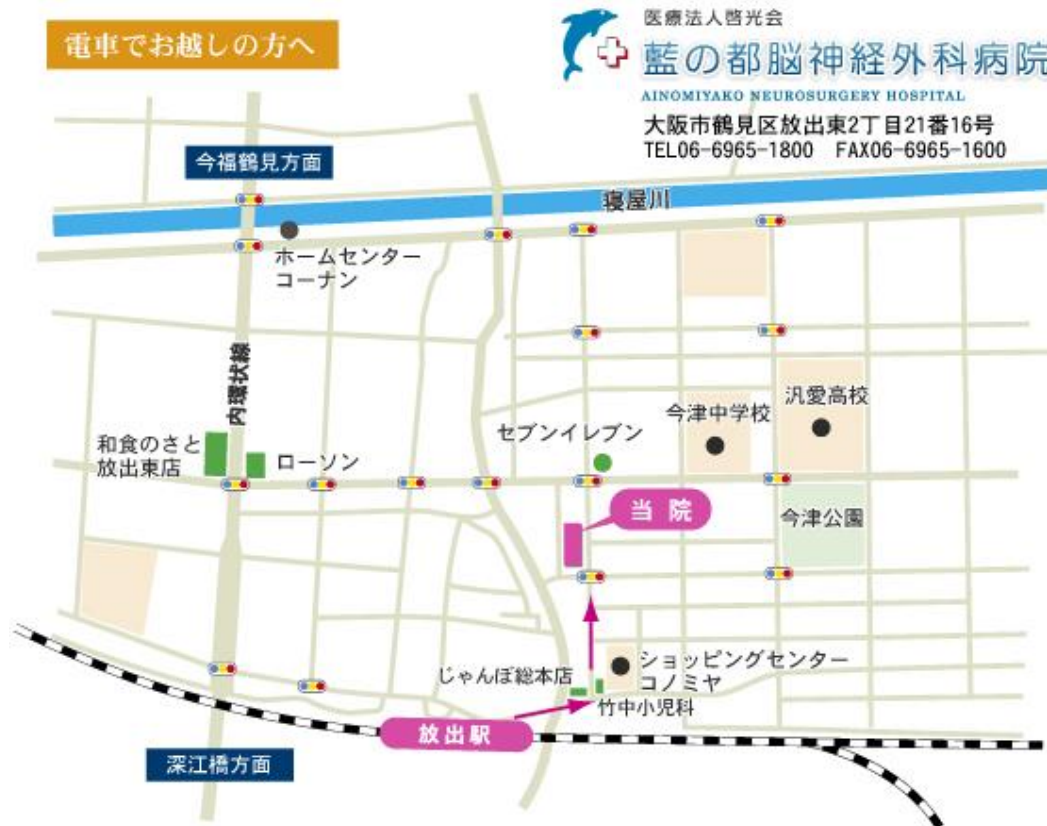 電車でお越しの方へ
医療法人啓光会
藍の都脳神経外科病院
AINOMIYAKO NEUROSURGERY HOSPITAL
大阪市鶴見区放出東2丁目21番16号
TEL06-6965-1800 FAX06-6965-1600
今福鶴見方面
寝屋川
ホームセンター
コーナン
内環状線
和食のさと
放出東店
ローソン
セブンイレブン
今津中学校
汎愛高校
当院
今津公園
じゃんぼ総本店
ショッピングセンター
コノミヤ
竹中小児科
放出駅
深江橋方面